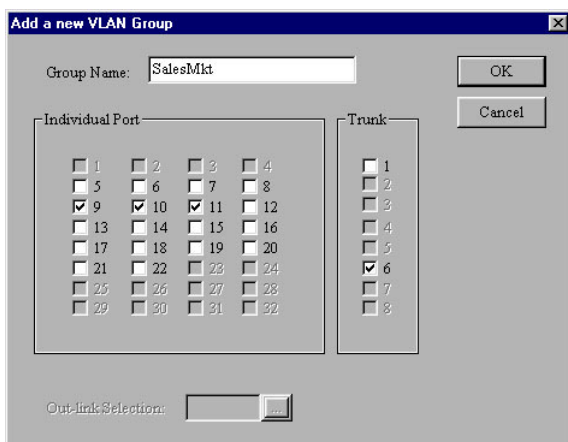 Add a new VLAN Group
Group Name: SalesMkt
OK
Cancel
Individual Port
1 2 3 4
5 6 7 8
9 10 11 12
13 14 15 16
17 18 19 20
21 22 23 24
25 26 27 28
29 30 31 32
Trunk
1
2
3
4
5
6
7
8
Out-link Selection: ...